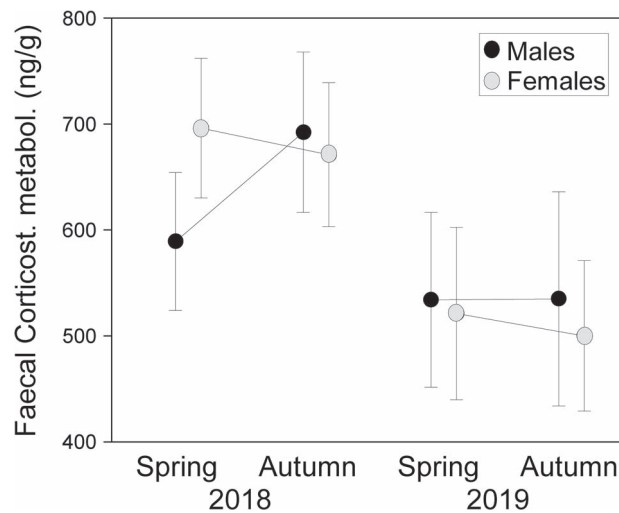 800
700
600
500
400
Faecal Corticost. metabol. (ng/g)
Males
Females
Spring Autumn Spring Autumn
2018 2019